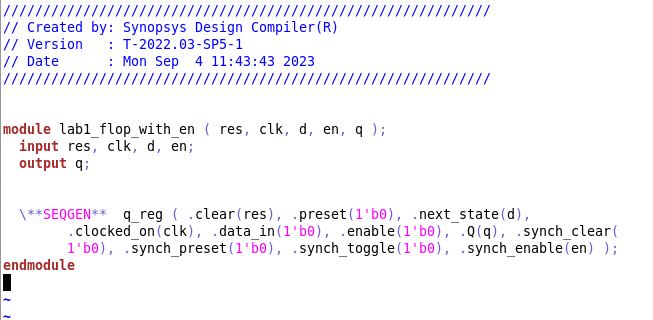 /////////////////////////////////////////////////////////////
// Created by: Synopsys Design Compiler(R)
// Version   : T-2022.03-SP5-1
// Date      : Mon Sep  4 11:43:43 2023
/////////////////////////////////////////////////////////////
module lab1_flop_with_en ( res, clk, d, en, q );
  input res, clk, d, en;
  output q;
  \**SEQGEN**  q_reg ( .clear(res), .preset(1'b0), .next_state(d),
        .clocked_on(clk), .data_in(1'b0), .enable(1'b0), .Q(q), .synch_clear(
        1'b0), .synch_preset(1'b0), .synch_toggle(1'b0), .synch_enable(en) );
endmodule
~
~